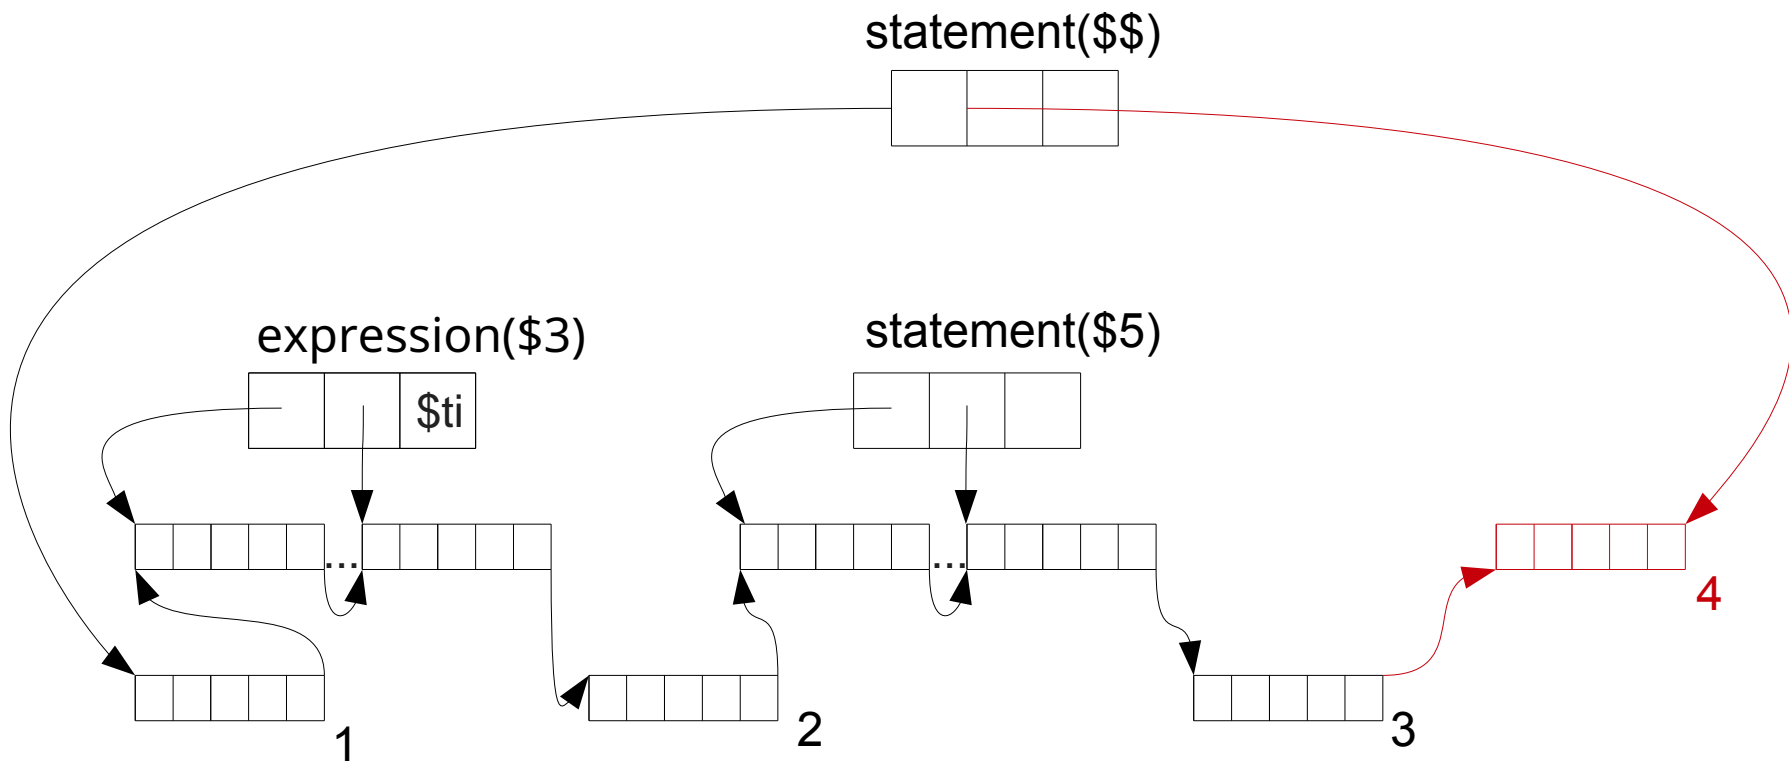 statement($$)
expression($3)
statement($5)
$ti
...
...
4
1
2
3